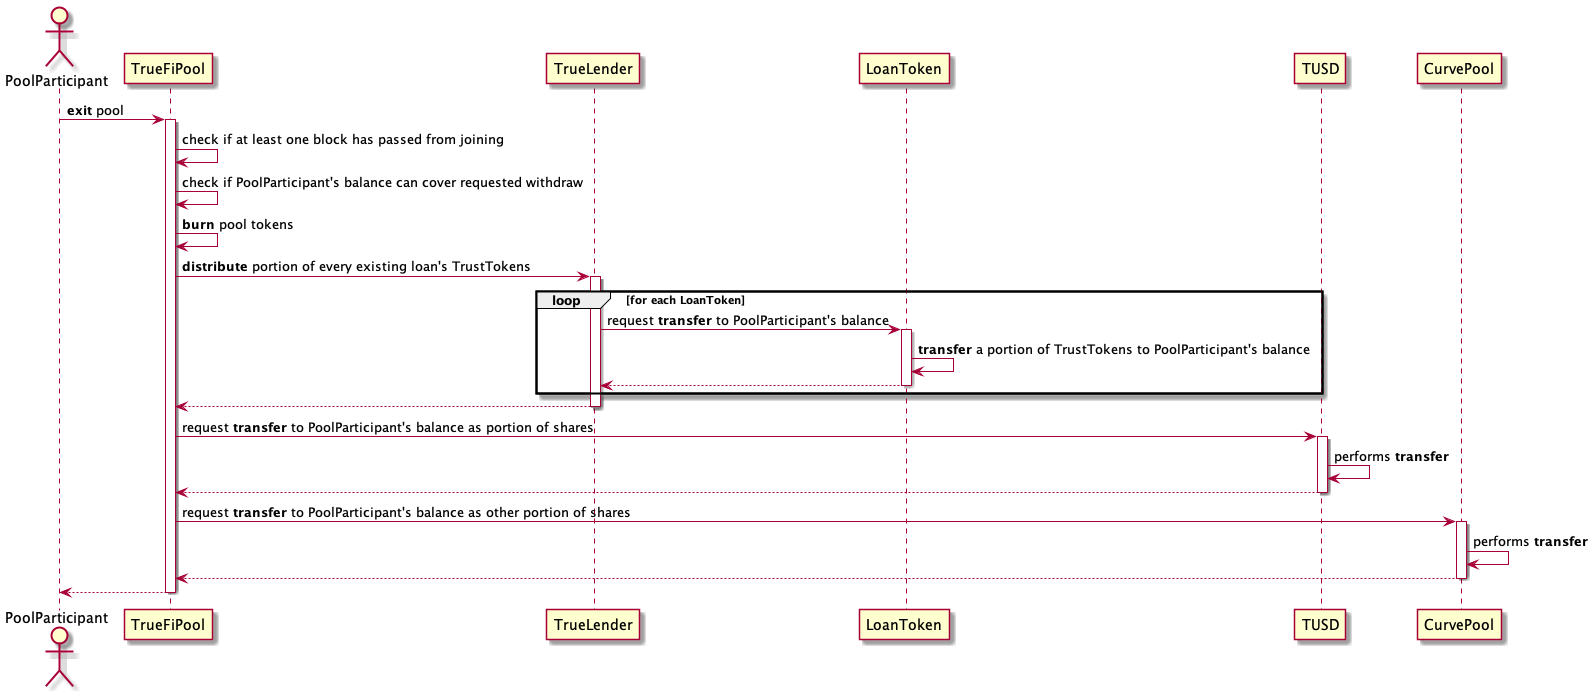 PoolParticipant
TrueFiPool
TrueLender
LoanToken
TUSD
CurvePool
exit pool
check if at least one block has passed from joining
check if PoolParticipant's balance can cover requested withdraw
burn pool tokens
distribute portion of every existing loan's TrustTokens
loop
[for each LoanToken]
request transfer to PoolParticipant's balance
transfer a portion of TrustTokens to PoolParticipant's balance
request transfer to PoolParticipant's balance as portion of shares
performs transfer
request transfer to PoolParticipant's balance as other portion of shares
performs transfer
PoolParticipant
TrueFiPool
TrueLender
LoanToken
TUSD
CurvePool